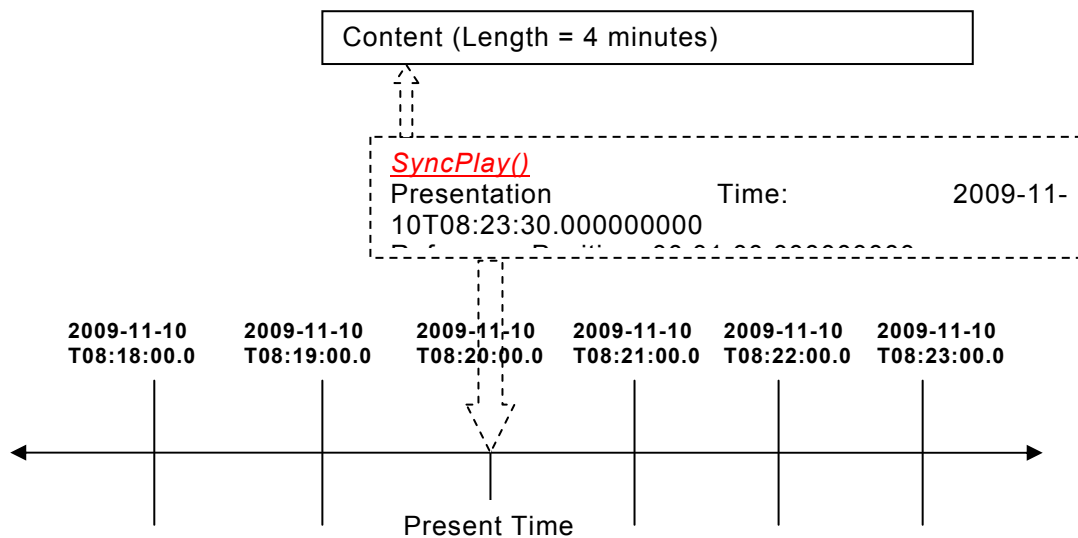 Content (Length = 4 minutes)
SyncPlay()
Presentation Time: 2009-11-
10T08:23:30.000000000
2009-11-10 2009-11-10 2009-11-10 2009-11-10 2009-11-10 2009-11-10
T08:18:00.0 T08:19:00.0 T08:20:00.0 T08:21:00.0 T08:22:00.0 T08:23:00.0
Present Time